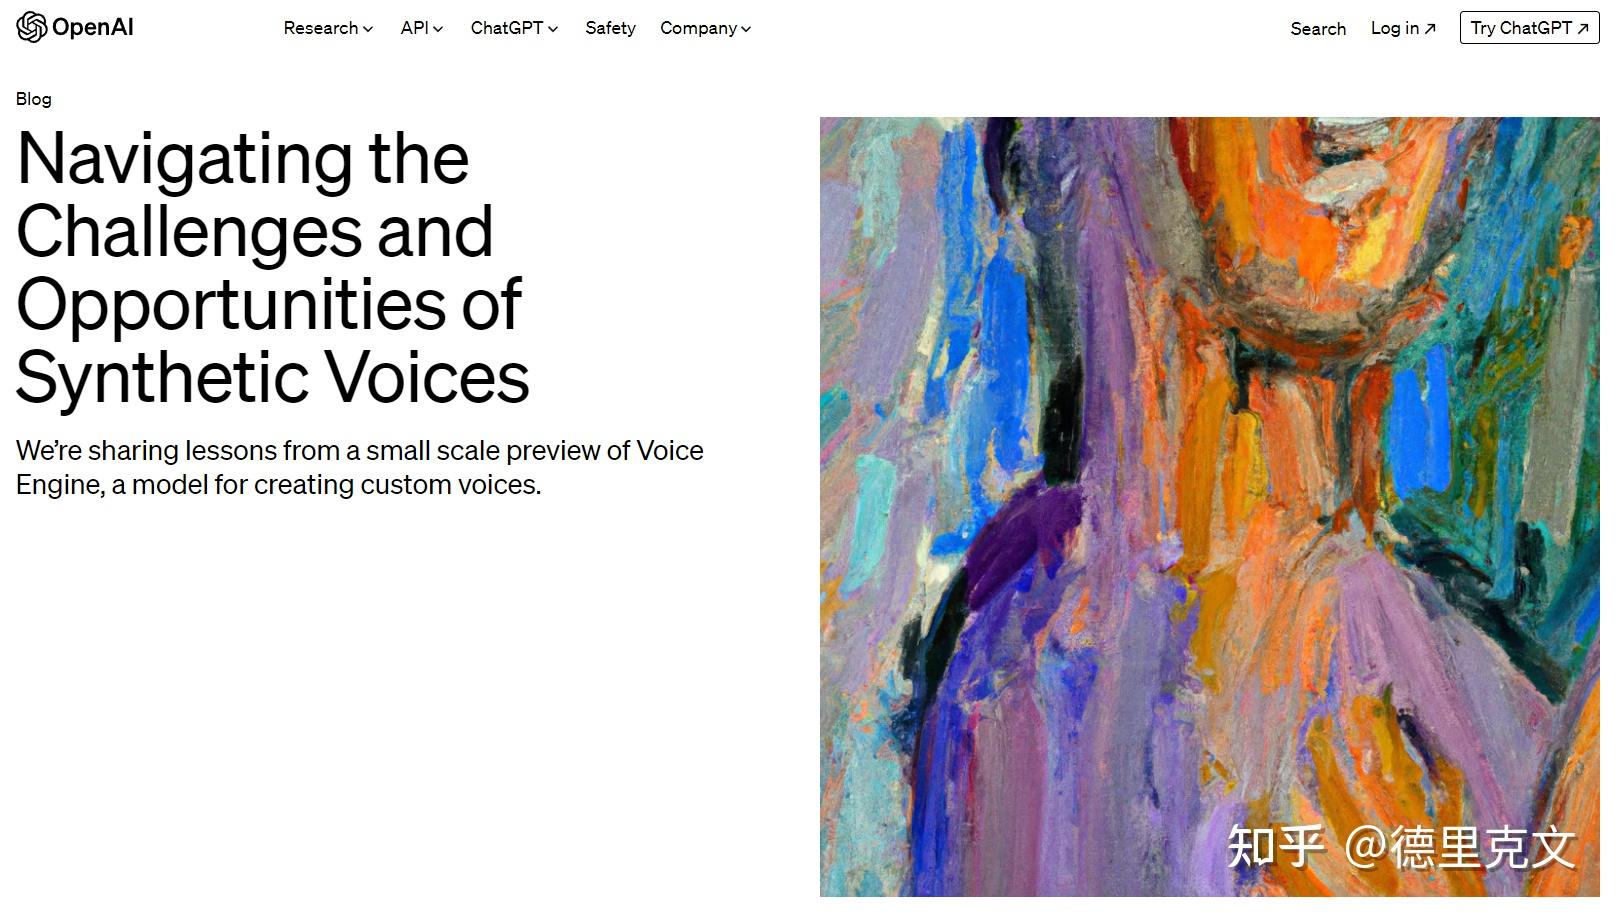 OpenAI
Research API ChatGPT Safety Company
Search Log in ↗ Try ChatGPT ↗
Blog
Navigating the
Challenges and
Opportunities of
Synthetic Voices
We’re sharing lessons from a small scale preview of Voice
Engine, a model for creating custom voices.
知乎 @德里克文